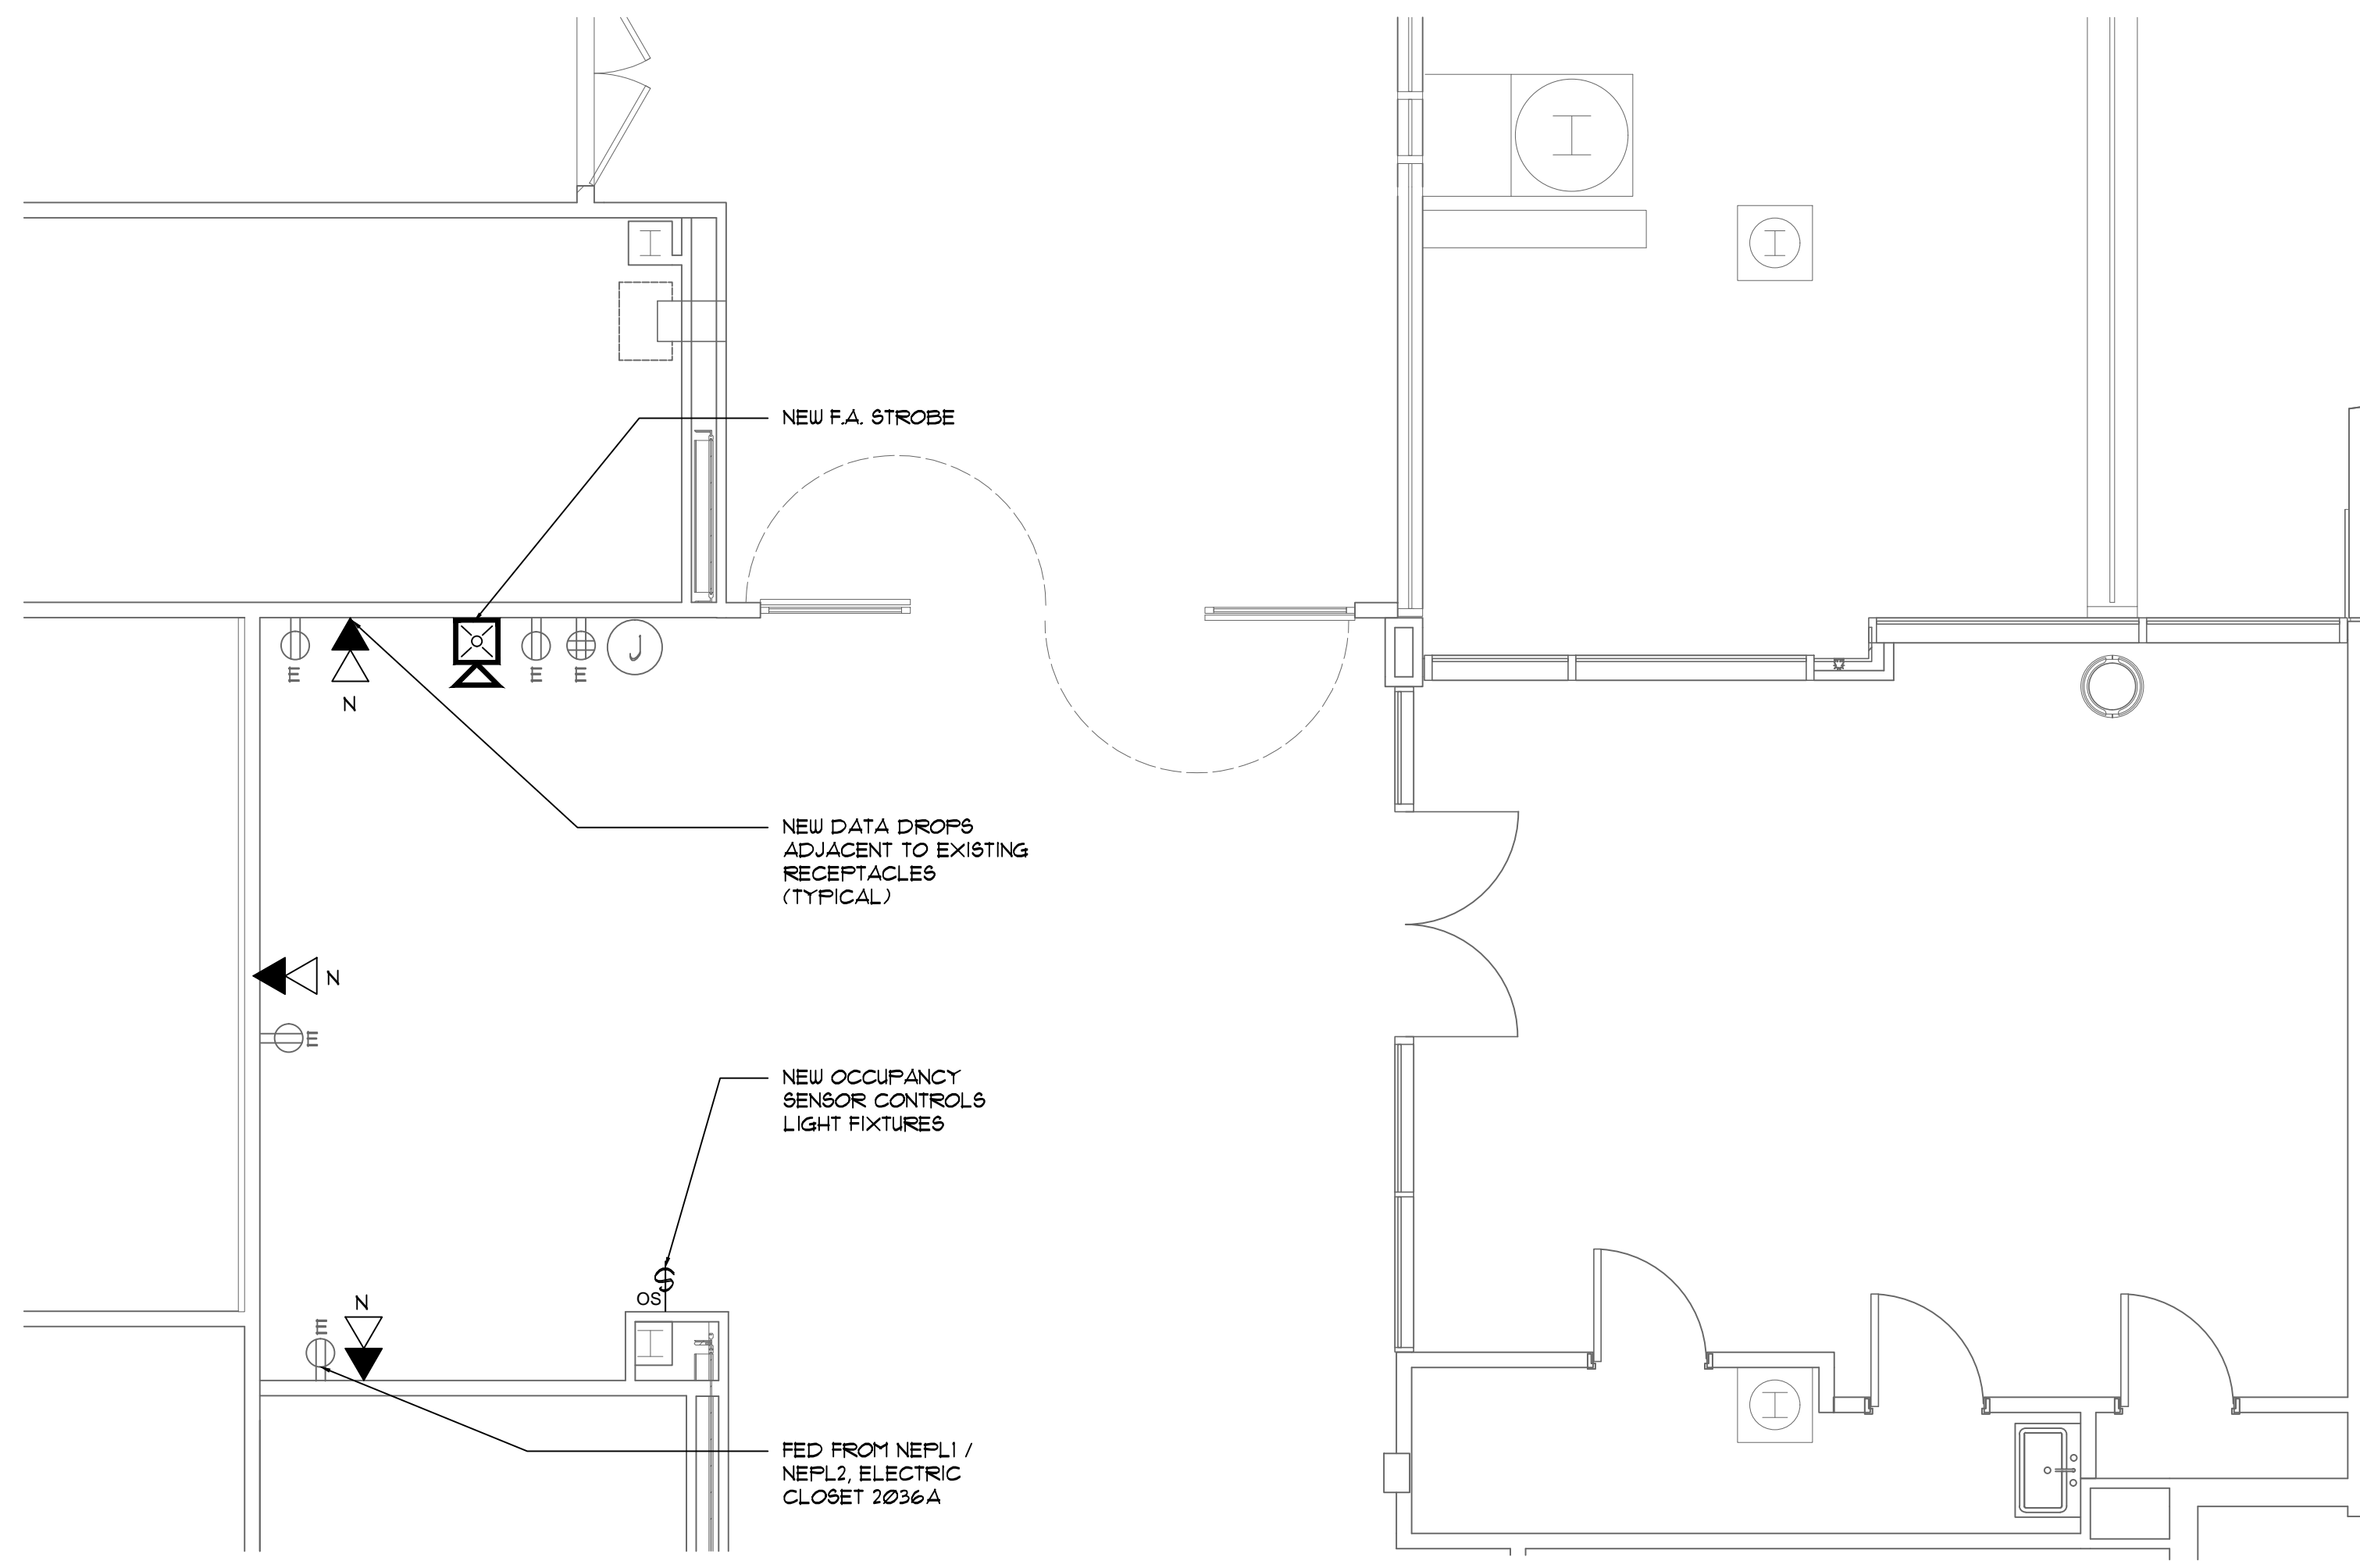 NEW F.A. STROBE
E
N
E
E
J
NEW DATA DROPS
ADJACENT TO EXISTING
RECEPTACLES
(TYPICAL)
N
E
NEW OCCUPANCY
SENSOR CONTROLS
LIGHT FIXTURES
S
OS
N
E
FED FROM NEPL1 /
NEPL2, ELECTRIC
CLOSET 2036A